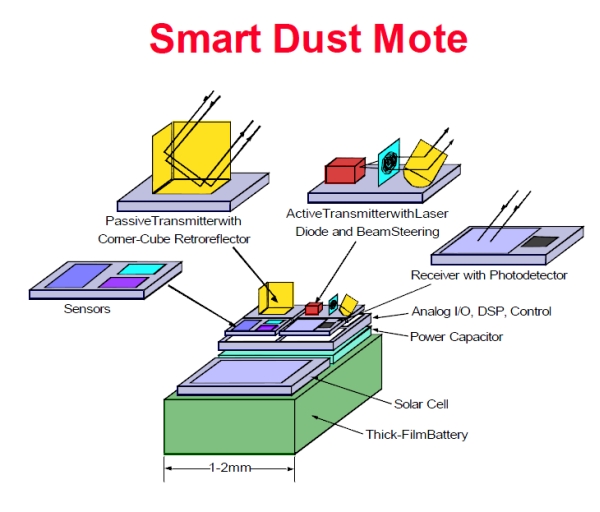 Smart Dust Mote
PassiveTransmitterwith
Corner-Cube Retroreflector
ActiveTransmitterwithLaser
Diode and BeamSteering
Receiver with Photodetector
Sensors
Analog I/O, DSP, Control
Power Capacitor
Solar Cell
Thick-FilmBattery
1-2mm